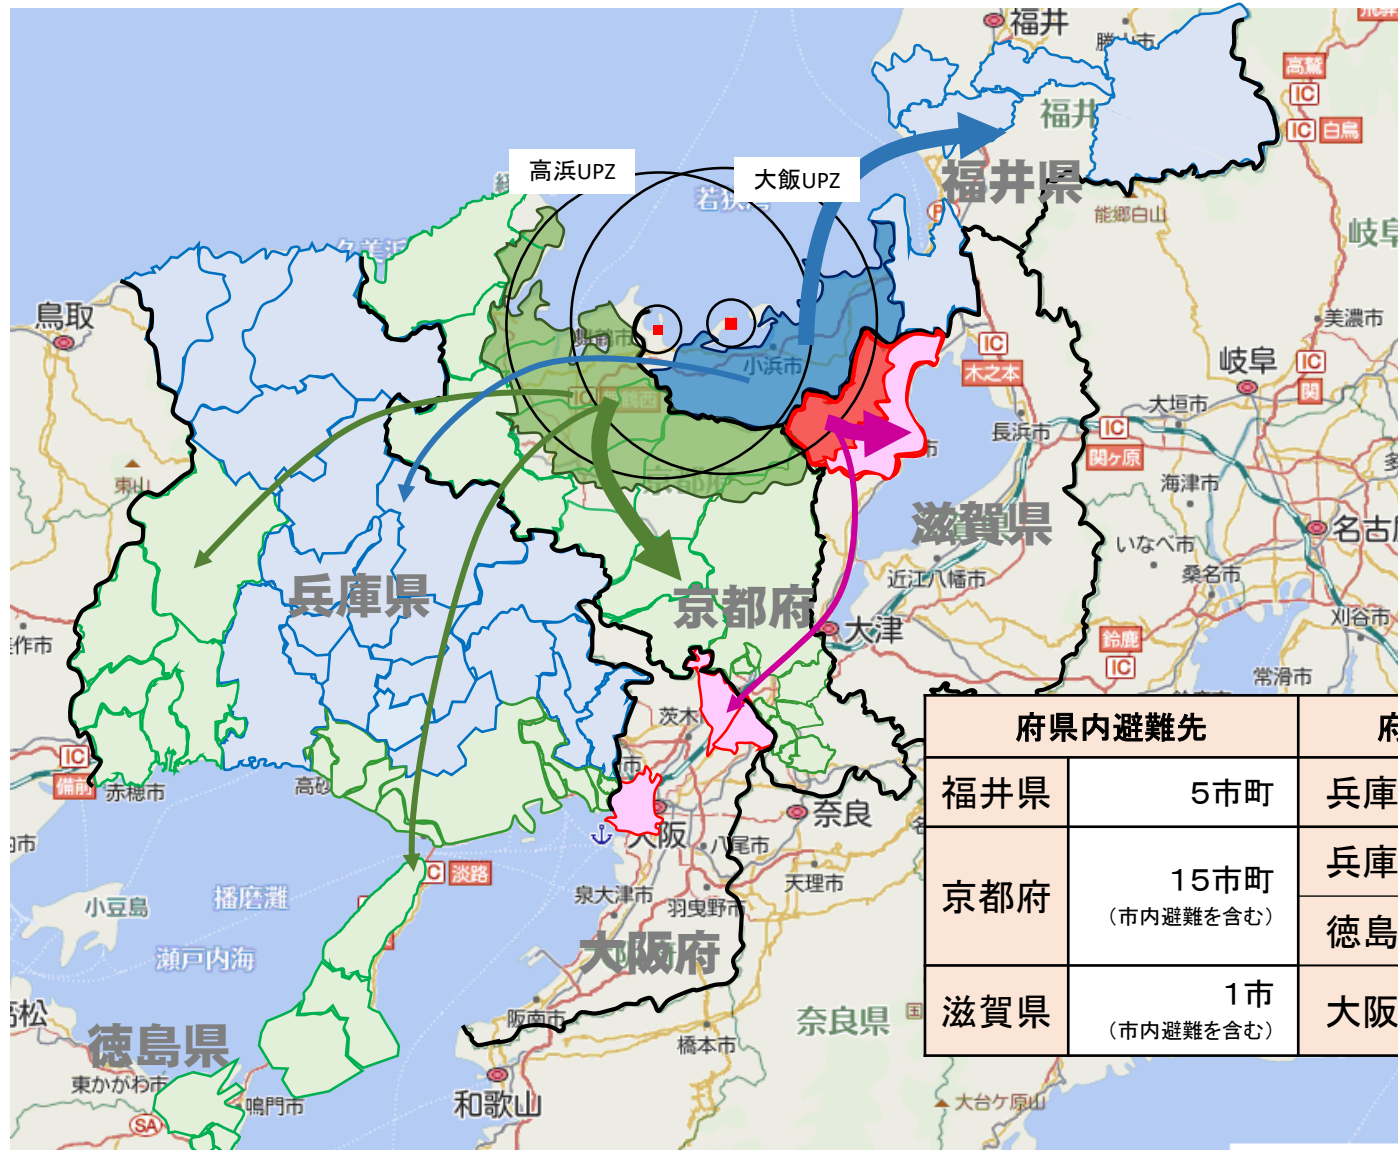 福井
勝山市
高鷲
IC
IC
白鳥
福井
高浜UPZ
大飯UPZ
福井県
能郷白山
岐阜
鳥取
小浜市
美濃市
IC
木之本
岐阜
IC
関
大垣市
長浜市
IC
関ヶ原
東山
海津市
滋賀県
名古
いなべ市
桑名市
近江八幡市
兵庫県
京都府
刈谷市
作市
大津
鈴鹿
IC
常滑市
茨木
府県内避難先
府
IC
備前
赤穂市
高砂
市
福井県
5市町
兵庫
奈良
大阪
八尾市
天理市
京都府
15市町
(市内避難を含む)
兵庫
徳島
淡路
播磨灘
小豆島
泉大津市
羽曳野市
瀬戸内海
大阪府
滋賀県
1市
(市内避難を含む)
大阪
高松
徳島県
阪南市
奈良県
橋本市
東かがわ市
鳴門市
和歌山
大台ケ原山
SA